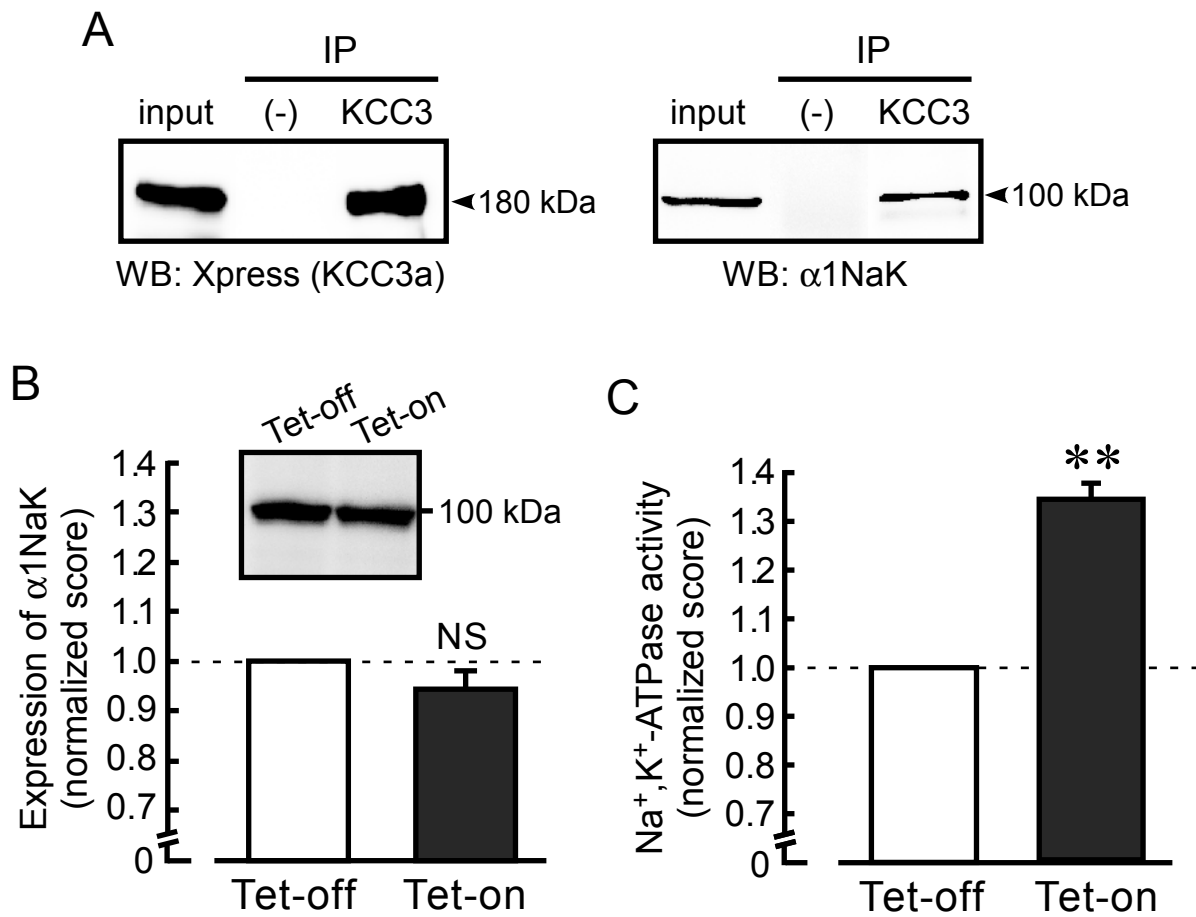 A
IP
input (-) KCC3
180 kDa
WB: Xpress (KCC3a)
IP
input (-) KCC3
100 kDa
WB: α1NaK
B
Expression of α1NaK
(normalized score)
1.4
1.3
1.2
1.1
1.0
0.9
0.8
0.7
0
Tet-off Tet-on
100 kDa
NS
Tet-off Tet-on
C
Na⁺,K⁺-ATPase activity
(normalized score)
1.4
1.3
1.2
1.1
1.0
0.9
0.8
0.7
0
**
Tet-off Tet-on